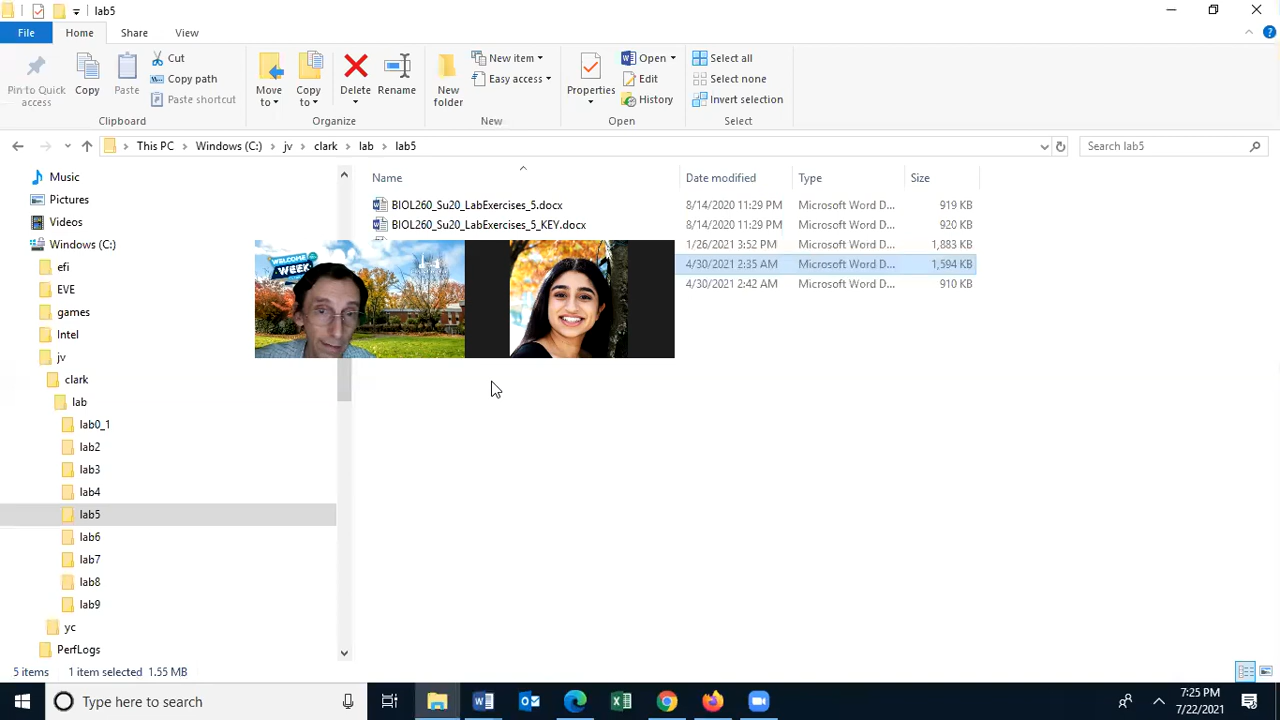 lab5
File Home Share View
Pin to Quick access
Copy
Paste
Cut
Copy path
Paste shortcut
Clipboard
Move to
Copy to
Delete
Rename
Organize
New folder
New item
Easy access
New
Properties
Open
Edit
History
Open
Select all
Select none
Invert selection
Select
This PC > Windows (C:) > jv > clark > lab > lab5
Search lab5
Name Date modified Type Size
BIOL260_Su20_LabExercises_5.docx 8/14/2020 11:29 PM Microsoft Word D... 919 KB
BIOL260_Su20_LabExercises_5_KEY.docx 8/14/2020 11:29 PM Microsoft Word D... 920 KB
1/26/2021 3:52 PM Microsoft Word D... 1,883 KB
4/30/2021 2:35 AM Microsoft Word D... 1,594 KB
4/30/2021 2:42 AM Microsoft Word D... 910 KB
WELCOME
WEEK
Music
Pictures
Videos
Windows (C:)
efi
EVE
games
Intel
jv
clark
lab
lab0_1
lab2
lab3
lab4
lab5
lab6
lab7
lab8
lab9
yc
PerfLogs
5 items 1 item selected 1.55 MB
Type here to search
7:25 PM
7/22/2021